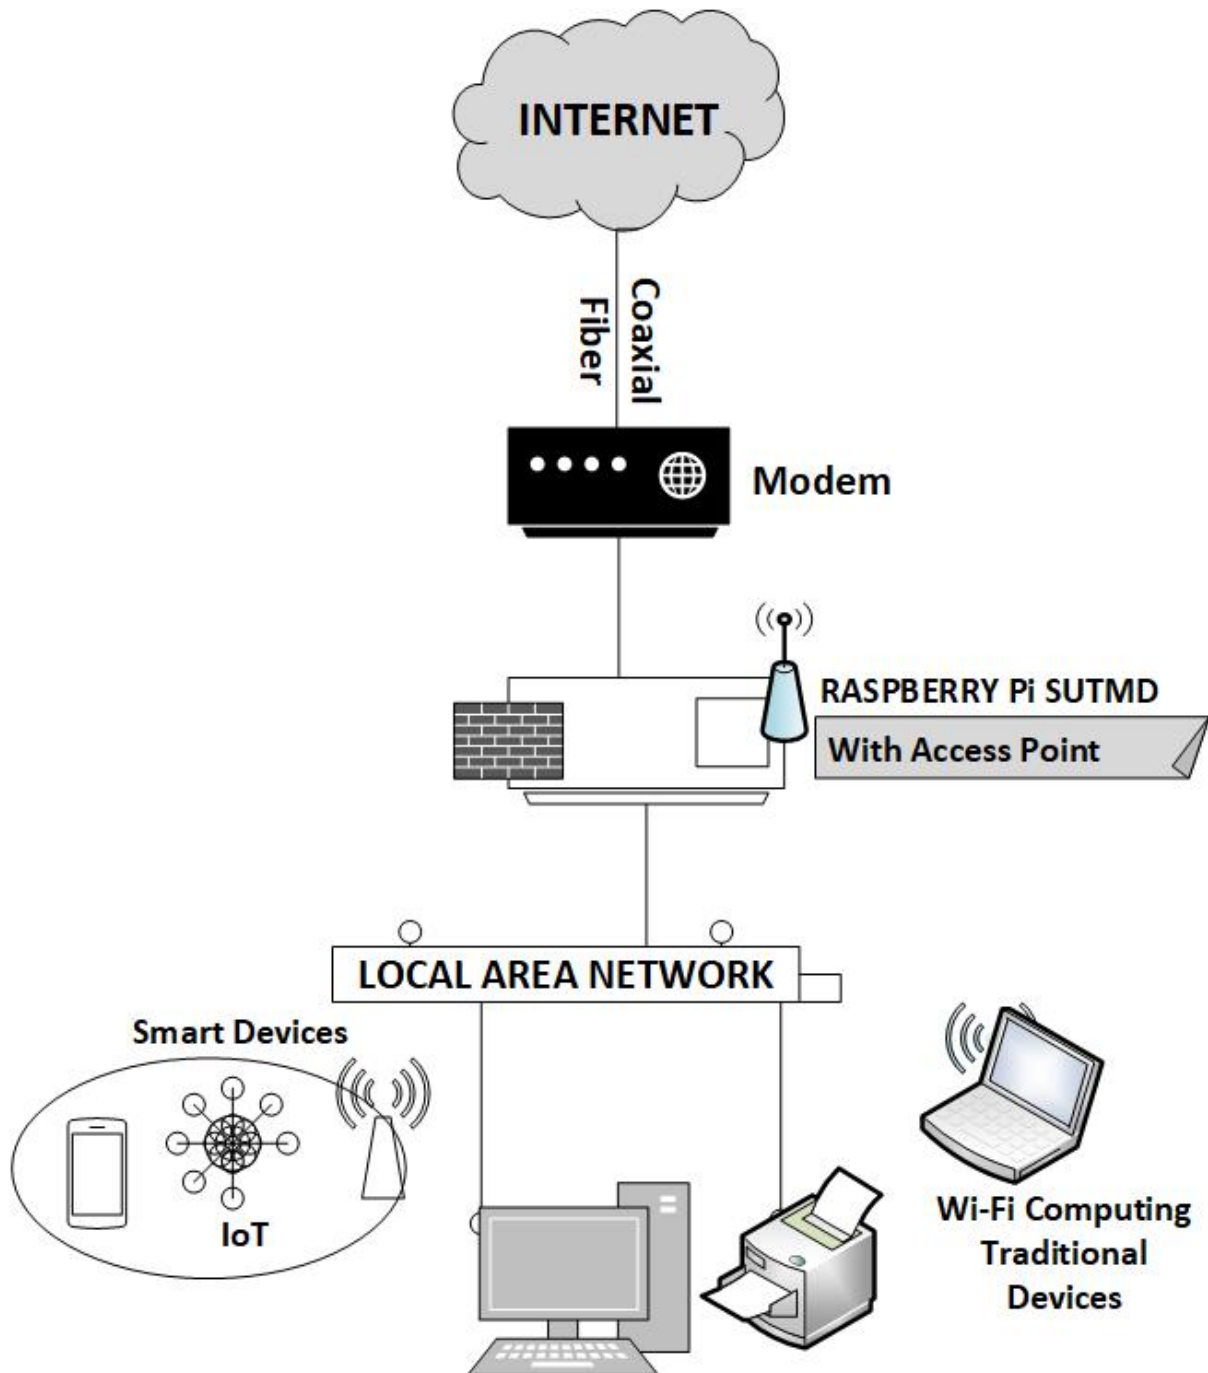 INTERNET
Fiber
Coaxial
Modem
RASPBERRY Pi SUTMD
With Access Point
LOCAL AREA NETWORK
Smart Devices
IoT
Wi-Fi Computing
Traditional
Devices